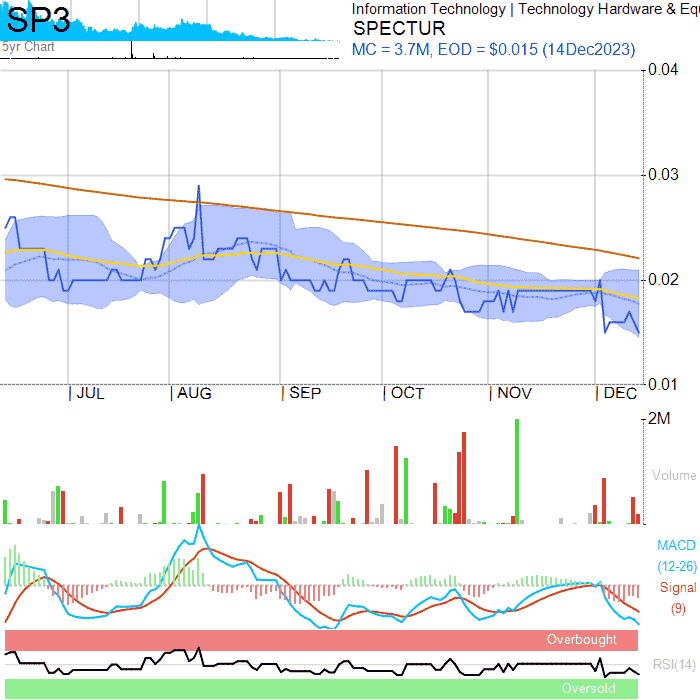 SP3
5yr Chart
Information Technology | Technology Hardware & Equ
SPECTUR
MC = 3.7M, EOD = $0.015 (14Dec2023)
0.04
0.03
0.02
0.01
JUL AUG SEP OCT NOV DEC
2M
Volume
MACD
(12-26)
Signal
(9)
Overbought
RSI(14)
Oversold